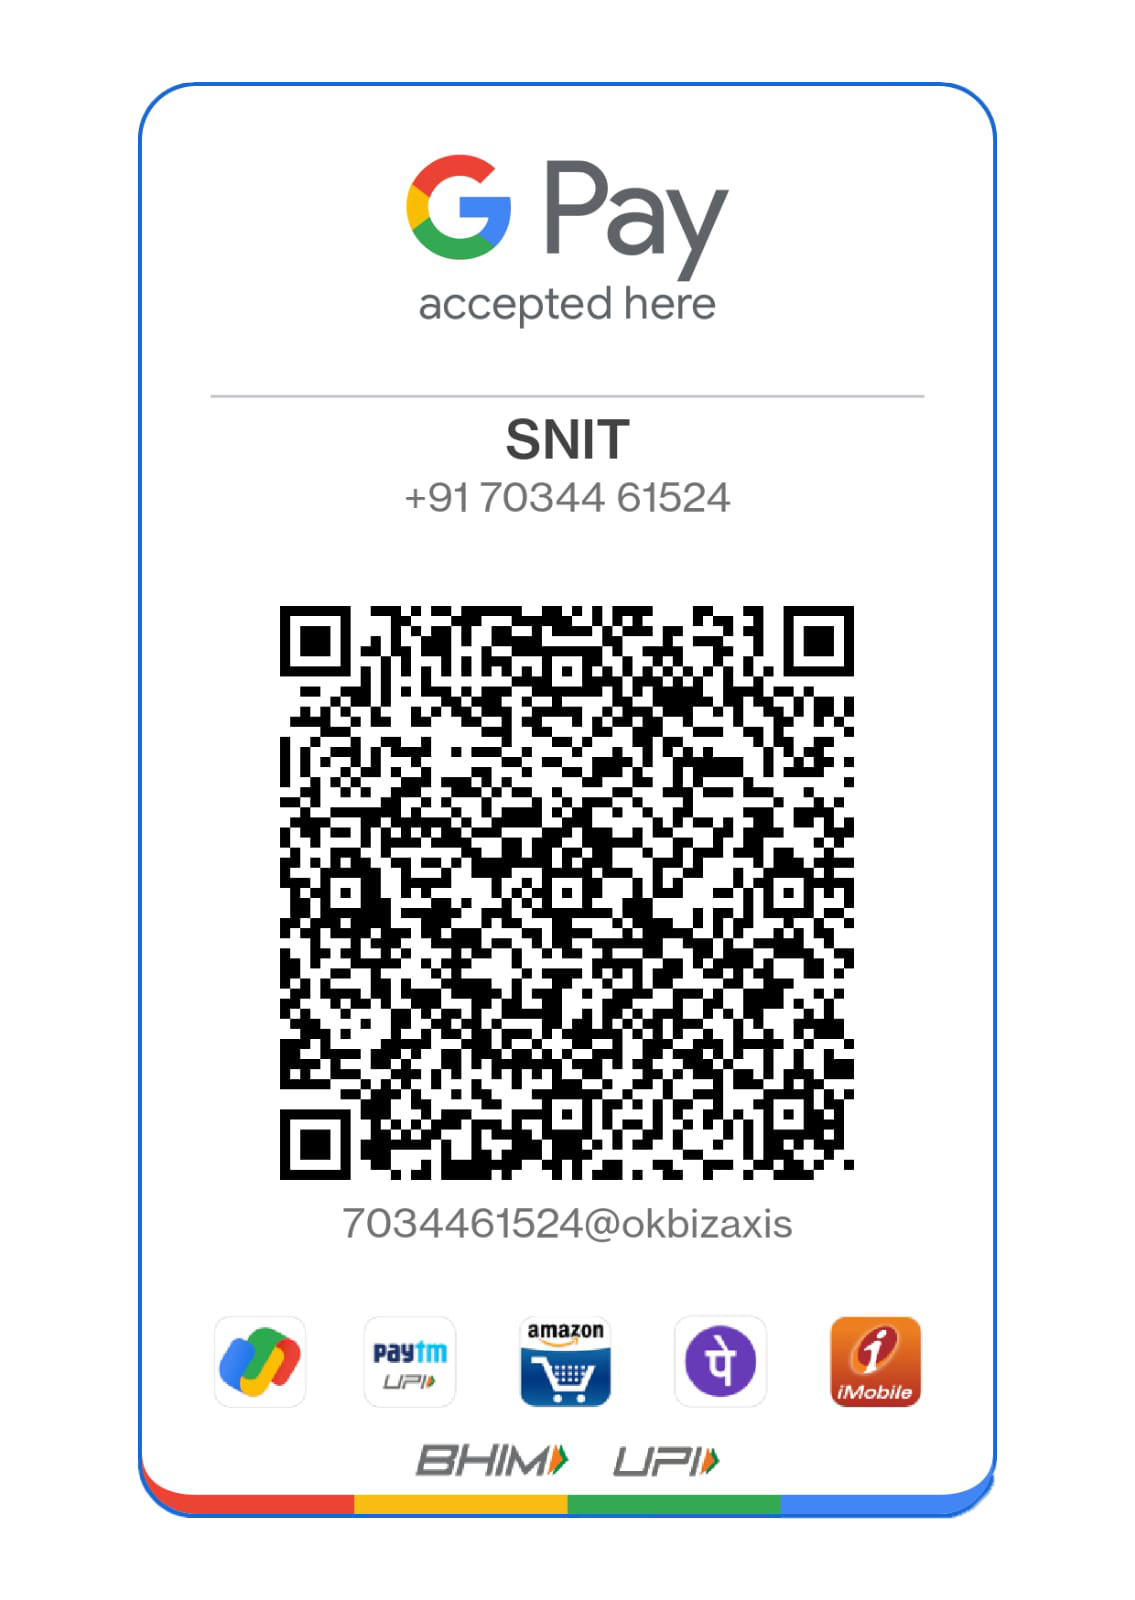 G Pay
accepted here
SNIT
+91 70344 61524
7034461524@okbizaxis
paytm
UPI
amazon
पे
i
iMobile
BHIM UPI